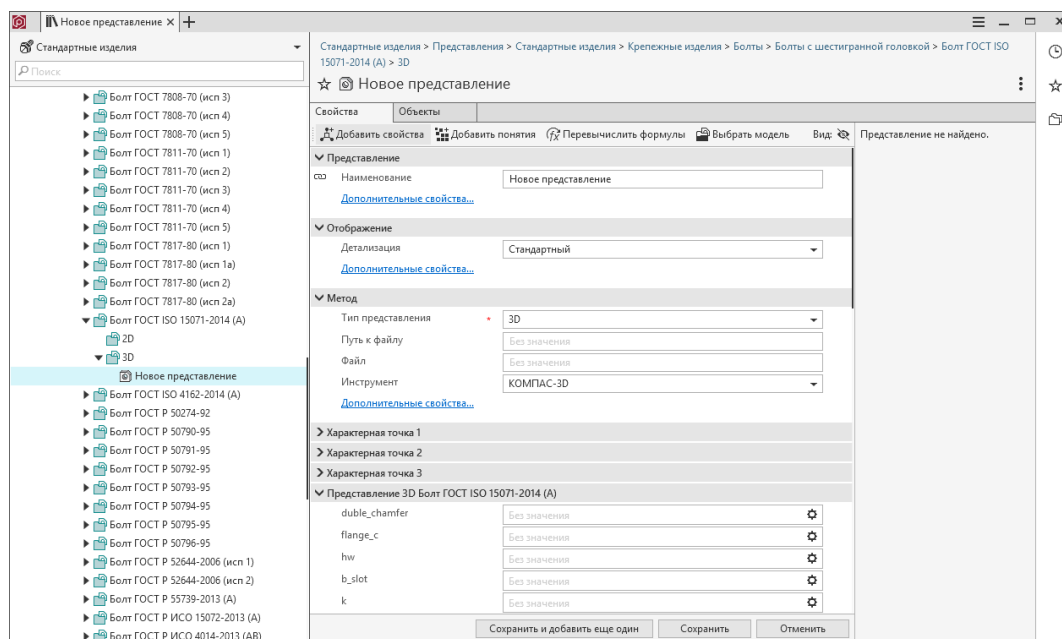 Новое представление
Стандартные изделия
Поиск
Болт ГОСТ 7808-70 (исп 3)
Болт ГОСТ 7808-70 (исп 4)
Болт ГОСТ 7808-70 (исп 5)
Болт ГОСТ 7811-70 (исп 1)
Болт ГОСТ 7811-70 (исп 2)
Болт ГОСТ 7811-70 (исп 3)
Болт ГОСТ 7811-70 (исп 4)
Болт ГОСТ 7811-70 (исп 5)
Болт ГОСТ 7817-80 (исп 1)
Болт ГОСТ 7817-80 (исп 1а)
Болт ГОСТ 7817-80 (исп 2)
Болт ГОСТ 7817-80 (исп 2а)
Болт ГОСТ ISO 15071-2014 (A)
2D
3D
Новое представление
Болт ГОСТ ISO 4162-2014 (A)
Болт ГОСТ Р 50274-92
Болт ГОСТ Р 50790-95
Болт ГОСТ Р 50791-95
Болт ГОСТ Р 50792-95
Болт ГОСТ Р 50793-95
Болт ГОСТ Р 50794-95
Болт ГОСТ Р 50795-95
Болт ГОСТ Р 50796-95
Болт ГОСТ Р 52644-2006 (исп 1)
Болт ГОСТ Р 52644-2006 (исп 2)
Болт ГОСТ Р 55739-2013 (A)
Болт ГОСТ Р ИСО 15072-2013 (A)
Болт ГОСТ Р ИСО 4014-2013 (AB)
Стандартные изделия > Представления > Стандартные изделия > Крепежные изделия > Болты > Болты с шестигранной головкой > Болт ГОСТ ISO
15071-2014 (A) > 3D
Новое представление
Свойства Объекты
Добавить свойства Добавить понятия Перевычислить формулы Выбрать модель Вид:
Представление
Наименование Новое представление
Дополнительные свойства...
Отображение
Детализация Стандартный
Дополнительные свойства...
Метод
Тип представления * 3D
Путь к файлу Без значения
Файл Без значения
Инструмент КОМПАС-3D
Дополнительные свойства...
Характерная точка 1
Характерная точка 2
Характерная точка 3
Представление 3D Болт ГОСТ ISO 15071-2014 (A)
duble_chamfer Без значения
flange_c Без значения
hw Без значения
b_slot Без значения
k Без значения
Сохранить и добавить еще один Сохранить Отменить
Представление не найдено.